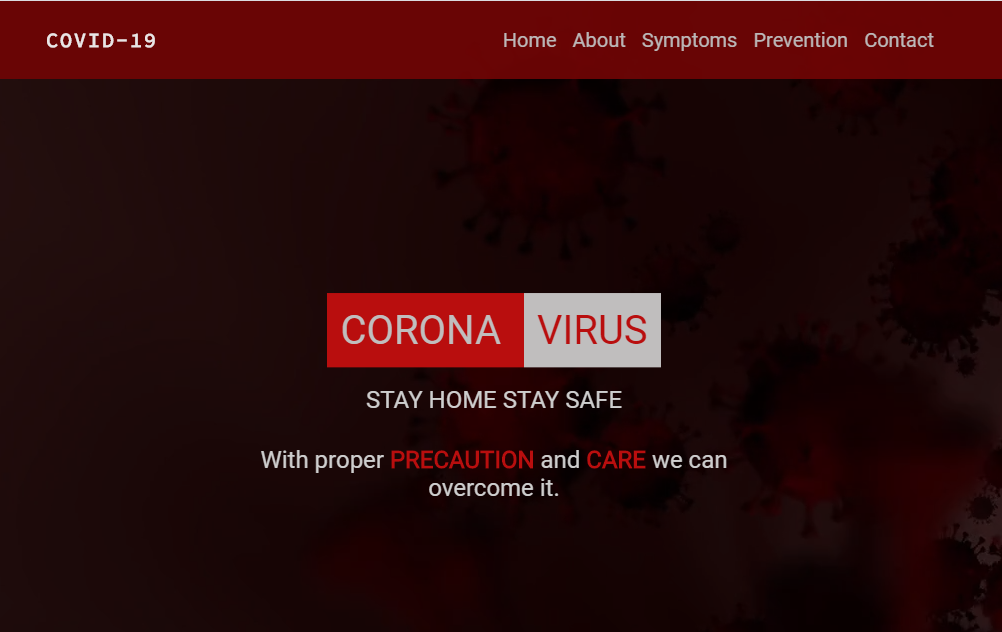 COVID-19
Home About Symptoms Prevention Contact
CORONA VIRUS
STAY HOME STAY SAFE
With proper PRECAUTION and CARE we can
overcome it.